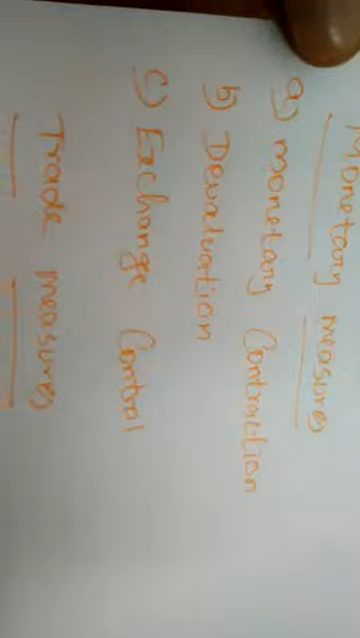 Monetary measures
a) monetary Contraction
b) Devaluation
c) Exchange Control
Trade measures